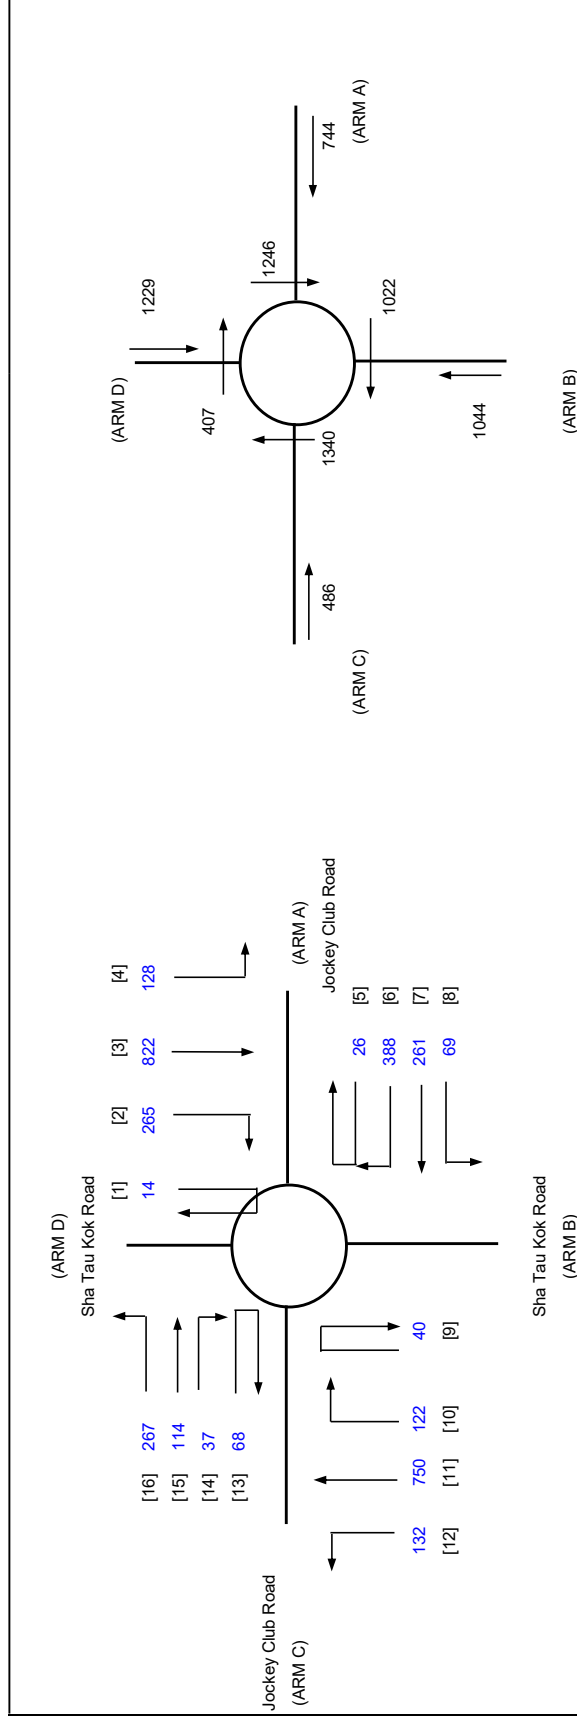 (ARM D)
1229
407
1246
744
(ARM A)
1340
1022
486
(ARM C)
1044
(ARM B)
(ARM D)
Sha Tau Kok Road
[1] [2] [3] [4]
14 265 822 128
[16] 267
[15] 114
[14] 37
[13] 68
(ARM A)
Jockey Club Road
26 [5]
388 [6]
261 [7]
69 [8]
Jockey Club Road
(ARM C)
132 750 122 40
[12] [11] [10] [9]
Sha Tau Kok Road
(ARM B)